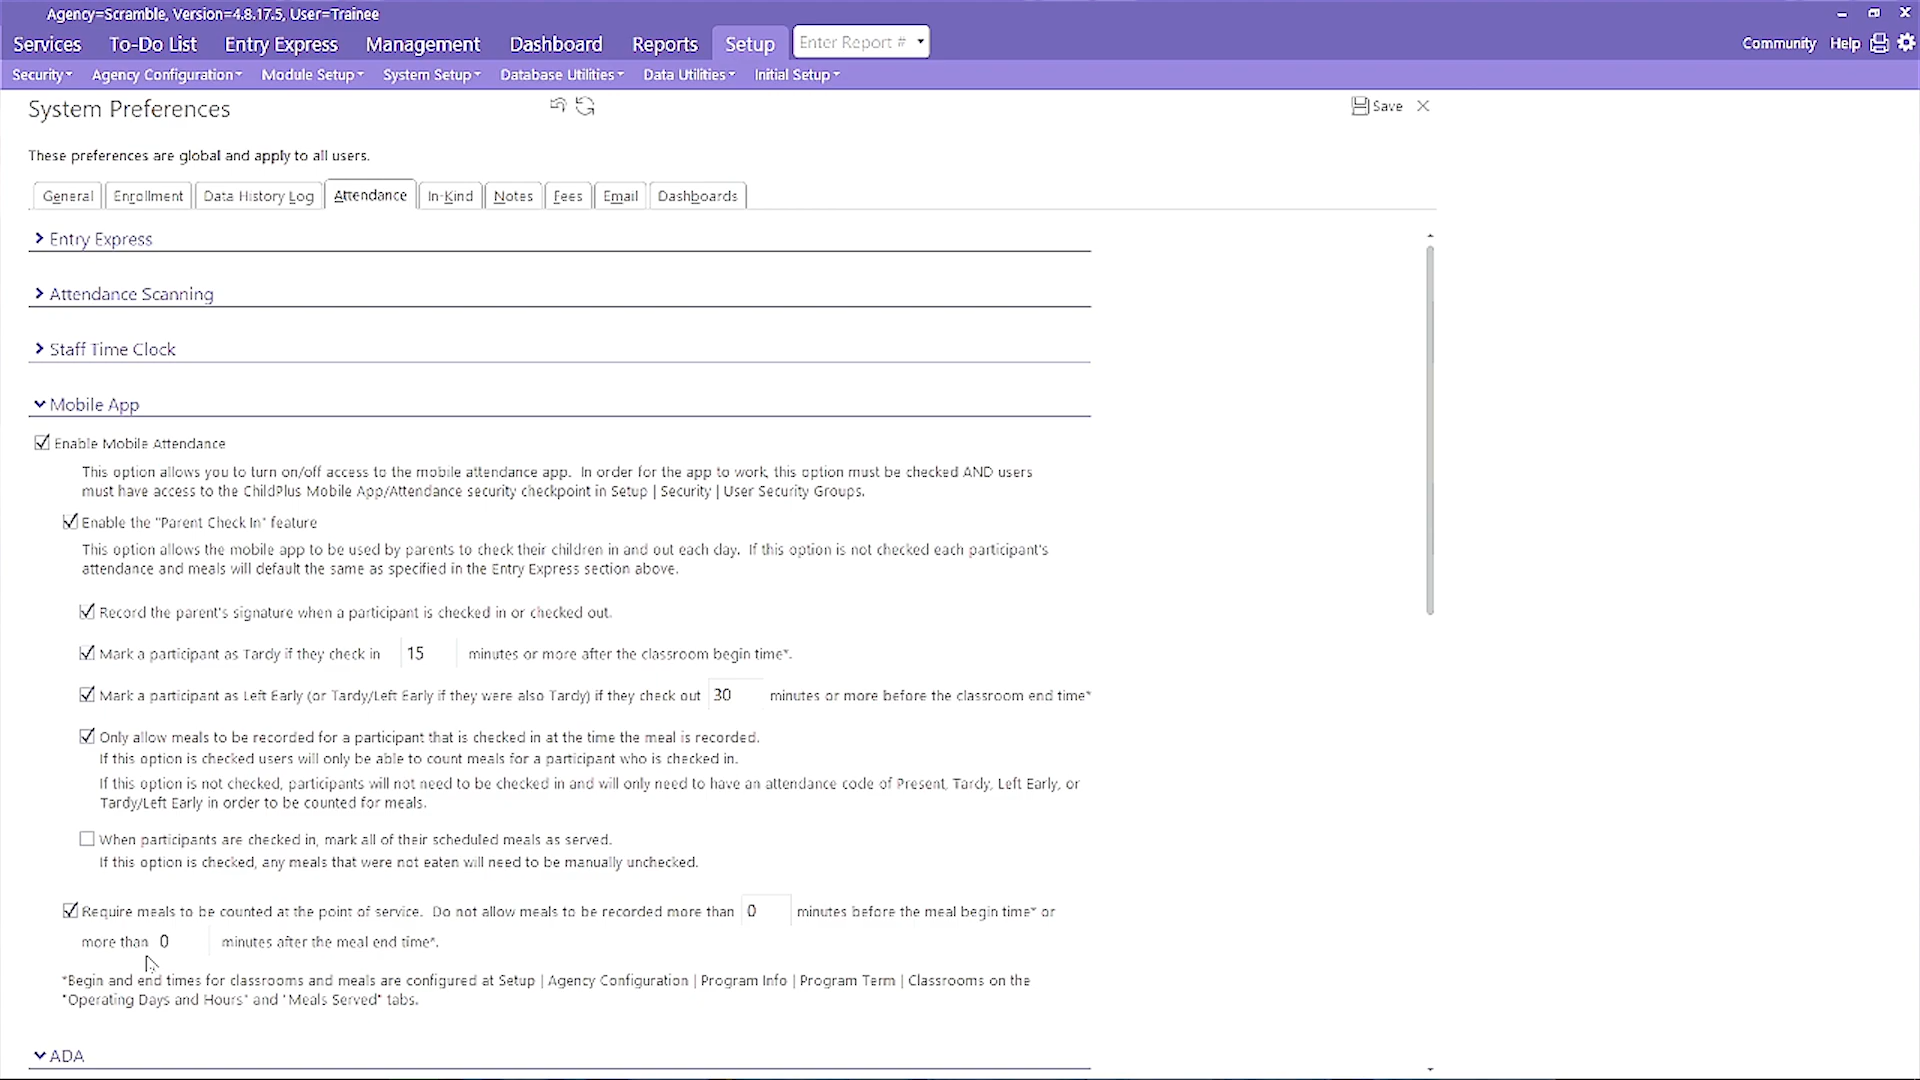 Agency=Scramble, Version=4.8.17.5, User=Trainee
Services To-Do List Entry Express Management Dashboard Reports Setup Enter Report # Community Help
Security Agency Configuration Module Setup System Setup Database Utilities Data Utilities Initial Setup
System Preferences Save
These preferences are global and apply to all users.
General Enrollment Data History Log Attendance In-Kind Notes Fees Email Dashboards
Entry Express
Attendance Scanning
Staff Time Clock
Mobile App
Enable Mobile Attendance
This option allows you to turn on/off access to the mobile attendance app. In order for the app to work, this option must be checked AND users
must have access to the ChildPlus Mobile App/Attendance security checkpoint in Setup | Security | User Security Groups.
Enable the "Parent Check In" feature
This option allows the mobile app to be used by parents to check their children in and out each day. If this option is not checked each participant's
attendance and meals will default the same as specified in the Entry Express section above.
Record the parent's signature when a participant is checked in or checked out.
Mark a participant as Tardy if they check in 15 minutes or more after the classroom begin time*.
Mark a participant as Left Early (or Tardy/Left Early if they were also Tardy) if they check out 30 minutes or more before the classroom end time*
Only allow meals to be recorded for a participant that is checked in at the time the meal is recorded.
If this option is checked users will only be able to count meals for a participant who is checked in.
If this option is not checked, participants will not need to be checked in and will only need to have an attendance code of Present, Tardy, Left Early, or
Tardy/Left Early in order to be counted for meals.
When participants are checked in, mark all of their scheduled meals as served.
If this option is checked, any meals that were not eaten will need to be manually unchecked.
Require meals to be counted at the point of service. Do not allow meals to be recorded more than 0 minutes before the meal begin time* or
more than 0 minutes after the meal end time*.
*Begin and end times for classrooms and meals are configured at Setup | Agency Configuration | Program Info | Program Term | Classrooms on the
"Operating Days and Hours" and "Meals Served" tabs.
ADA